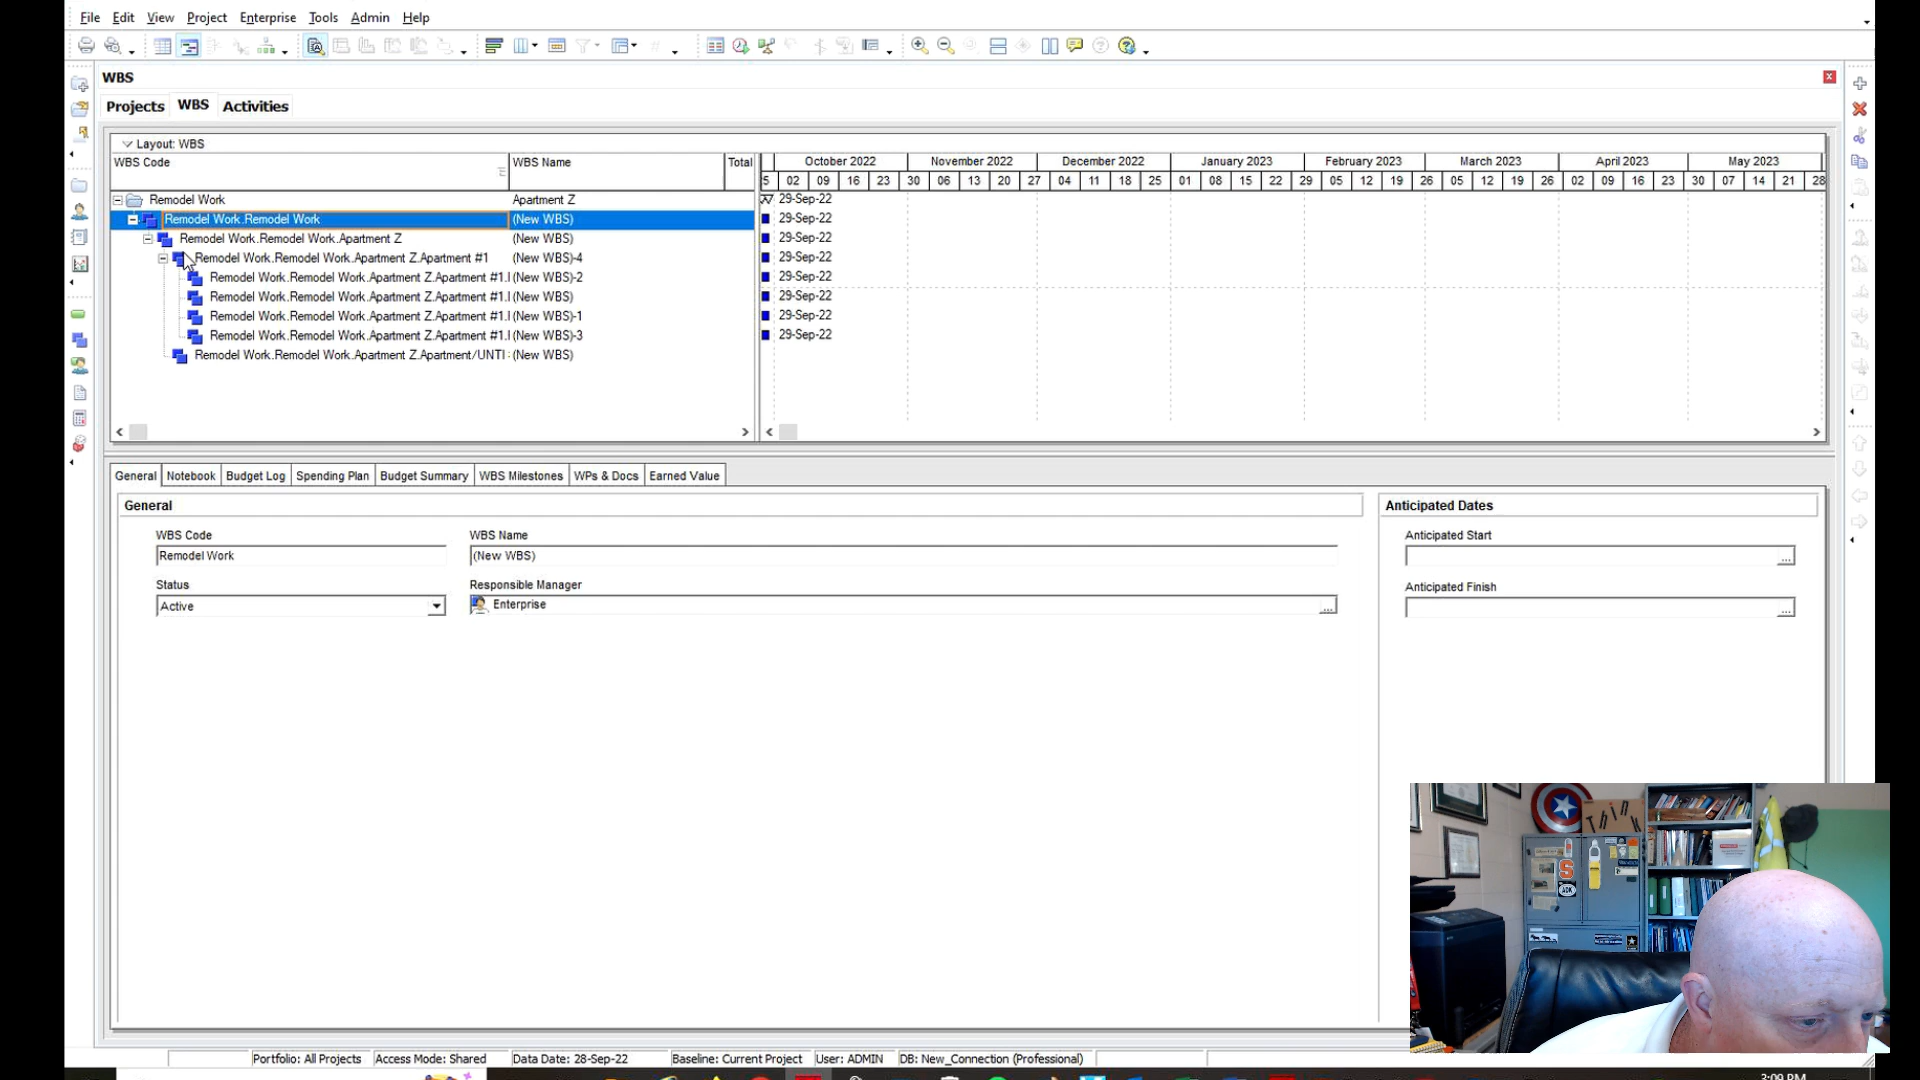 File Edit View Project Enterprise Tools Admin Help
WBS
Projects WBS Activities
Layout: WBS
WBS Code WBS Name Total
October 2022 November 2022 December 2022 January 2023 February 2023 March 2023 April 2023 May 2023
5 02 09 16 23 30 06 13 20 27 04 11 18 25 01 08 15 22 29 05 12 19 26 05 12 19 26 02 09 16 23 30 07 14 21 28
Remodel Work Apartment Z 29-Sep-22
Remodel Work.Remodel Work (New WBS) 29-Sep-22
Remodel Work.Remodel Work.Apartment Z (New WBS) 29-Sep-22
Remodel Work.Remodel Work.Apartment Z.Apartment #1 (New WBS)-4 29-Sep-22
Remodel Work.Remodel Work.Apartment Z.Apartment #1.I (New WBS)-2 29-Sep-22
Remodel Work.Remodel Work.Apartment Z.Apartment #1.I (New WBS) 29-Sep-22
Remodel Work.Remodel Work.Apartment Z.Apartment #1.I (New WBS)-1 29-Sep-22
Remodel Work.Remodel Work.Apartment Z.Apartment #1.I (New WBS)-3 29-Sep-22
Remodel Work.Remodel Work.Apartment Z.Apartment/UNTI (New WBS)
General Notebook Budget Log Spending Plan Budget Summary WBS Milestones WPs & Docs Earned Value
General Anticipated Dates
WBS Code WBS Name Anticipated Start
Remodel Work (New WBS)
Status Responsible Manager Anticipated Finish
Active Enterprise
Think
S
ADK
Portfolio: All Projects Access Mode: Shared Data Date: 28-Sep-22 Baseline: Current Project User: ADMIN DB: New_Connection (Professional)
3:09 PM